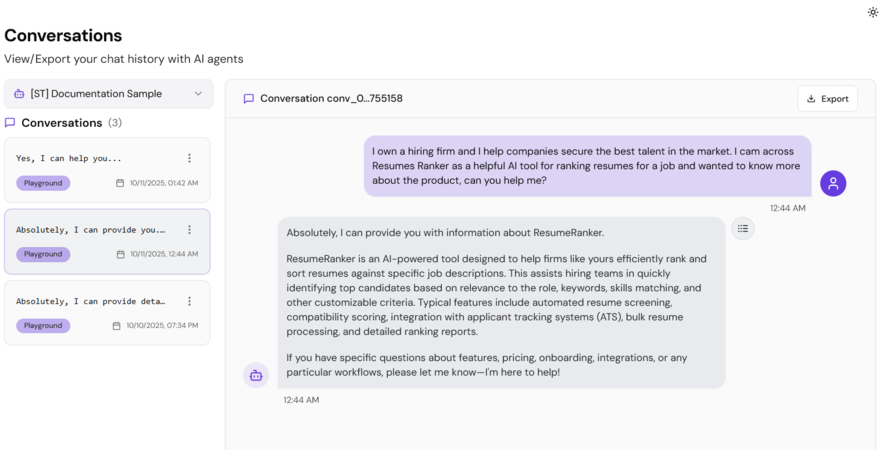 Conversations
View/Export your chat history with AI agents
[ST] Documentation Sample
Conversations (3)
Yes, I can help you...
Playground
10/11/2025, 01:42 AM
Absolutely, I can provide you...
Playground
10/11/2025, 12:44 AM
Absolutely, I can provide deta...
Playground
10/10/2025, 07:34 PM
Conversation conv_0...755158
Export
I own a hiring firm and I help companies secure the best talent in the market. I cam across
Resumes Ranker as a helpful AI tool for ranking resumes for a job and wanted to know more
about the product, can you help me?
12:44 AM
Absolutely, I can provide you with information about ResumeRanker.
ResumeRanker is an AI-powered tool designed to help firms like yours efficiently rank and
sort resumes against specific job descriptions. This assists hiring teams in quickly
identifying top candidates based on relevance to the role, keywords, skills matching, and
other customizable criteria. Typical features include automated resume screening,
compatibility scoring, integration with applicant tracking systems (ATS), bulk resume
processing, and detailed ranking reports.
If you have specific questions about features, pricing, onboarding, integrations, or any
particular workflows, please let me know—I'm here to help!
12:44 AM